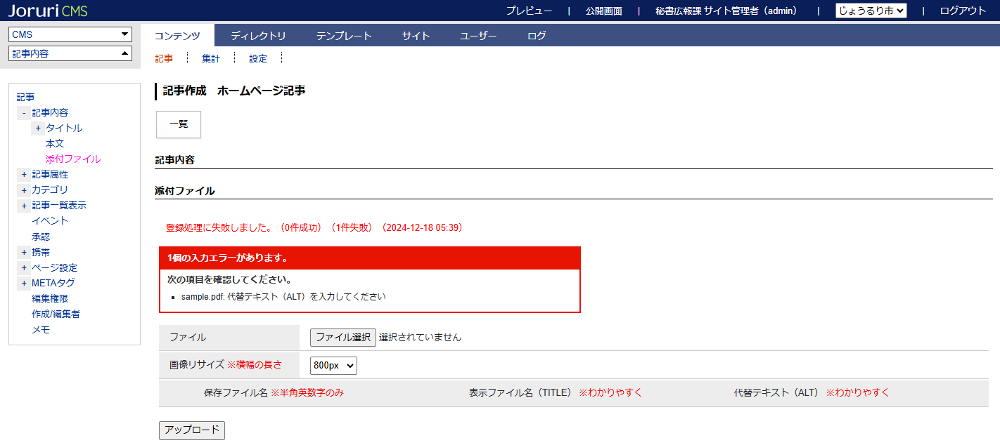 Joruri CMS プレビュー | 公開画面 | 秘書広報課 サイト管理者（admin） | じょうるり市 | ログアウト
CMS
記事内容
コンテンツ ディレクトリ テンプレート サイト ユーザー ログ
記事 集計 設定
記事
- 記事内容
+ タイトル
本文
添付ファイル
+ 記事属性
+ カテゴリ
+ 記事一覧表示
イベント
承認
+ 携帯
+ ページ設定
+ METAタグ
編集権限
作成/編集者
メモ
記事作成　ホームページ記事
一覧
記事内容
添付ファイル
登録処理に失敗しました。（0件成功）（1件失敗）（2024-12-18 05:39）
1個の入力エラーがあります。
次の項目を確認してください。
▪ sample.pdf: 代替テキスト（ALT）を入力してください
ファイル ファイル選択 選択されていません
画像リサイズ ※横幅の長さ 800px
保存ファイル名 ※半角英数字のみ 表示ファイル名（TITLE） ※わかりやすく 代替テキスト（ALT） ※わかりやすく
アップロード